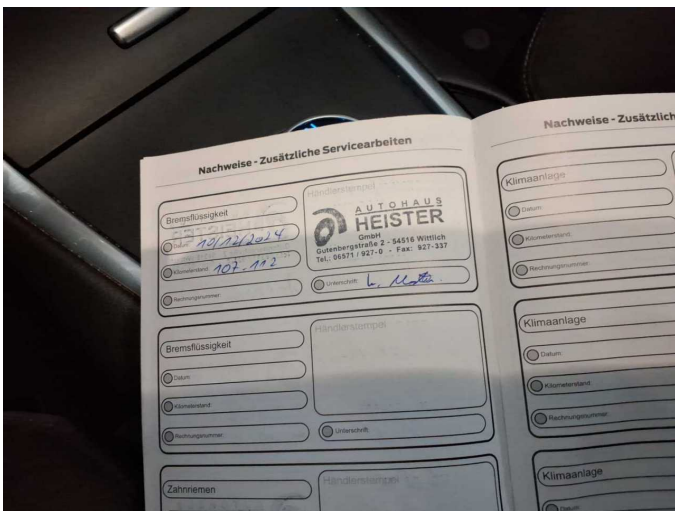 Nachweise - Zusätzliche Servicearbeiten
Bremsflüssigkeit
Datum: 10/12/2024
Kilometerstand: 107.112
Rechnungsnummer:
Händlerstempel
AUTOHAUS
HEISTER
GmbH
Gutenbergstraße 2 - 54516 Wittlich
Tel.: 06571 / 927-0 - Fax: 927-337
Unterschrift:
Bremsflüssigkeit
Datum:
Kilometerstand:
Rechnungsnummer:
Händlerstempel
Unterschrift:
Zahnriemen
Händlerstempel
Nachweise - Zusätzlich
Klimaanlage
Datum:
Kilometerstand:
Rechnungsnummer:
Klimaanlage
Datum:
Kilometerstand:
Rechnungsnummer:
Klimaanlage
Datum: